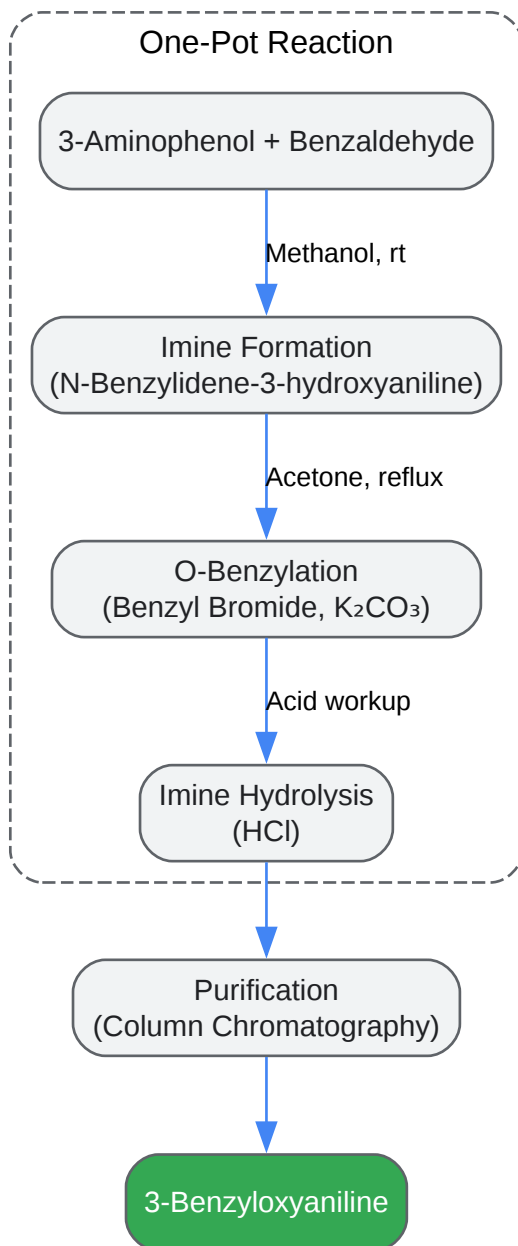 One-Pot Reaction
3-Aminophenol + Benzaldehyde
Methanol, rt
Imine Formation
(N-Benzylidene-3-hydroxyaniline)
Acetone, reflux
O-Benzylation
(Benzyl Bromide, K₂CO₃)
Acid workup
Imine Hydrolysis
(HCl)
Purification
(Column Chromatography)
3-Benzyloxyaniline